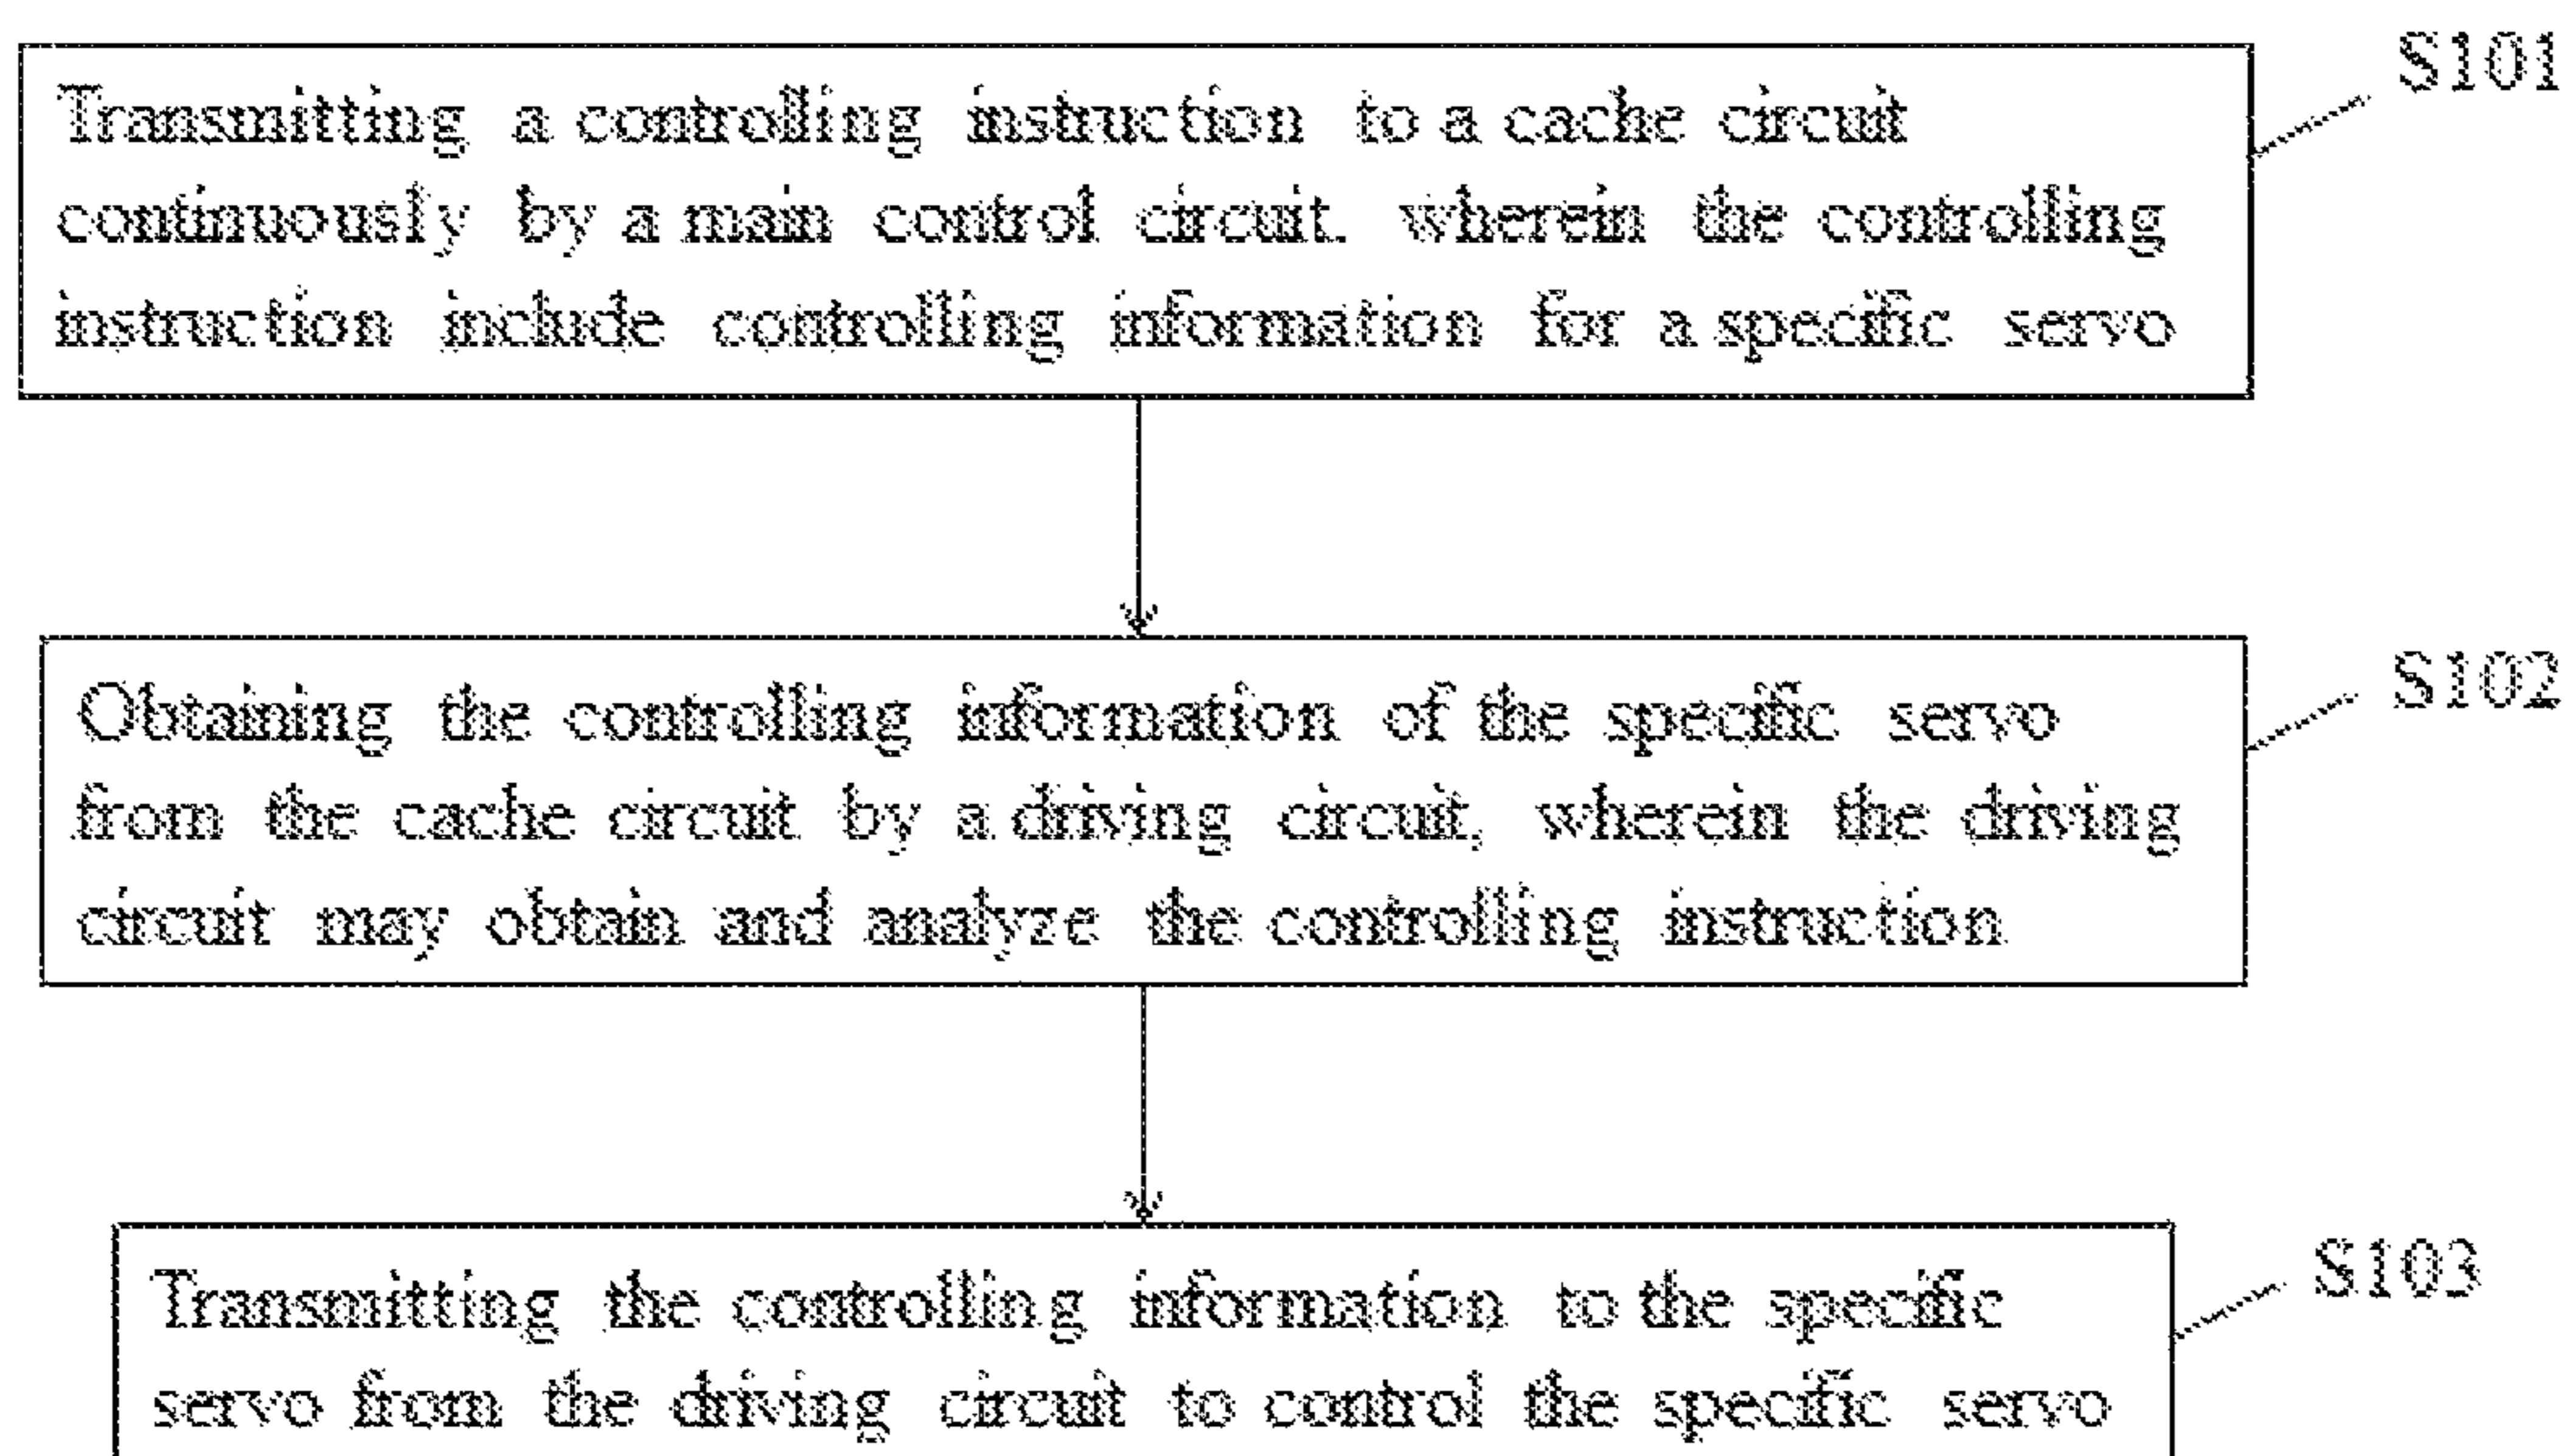 S101
Transmitting a controlling instruction to a cache circuit
continuously by a main control circuit. wherein the controlling
instruction include controlling information for a specific servo
S102
Obtaining the controlling information of the specific servo
from the cache circuit by a driving circuit, wherein the driving
circuit may obtain and analyze the controlling instruction
S103
Transmitting the controlling information to the specific
servo from the driving circuit to control the specific servo